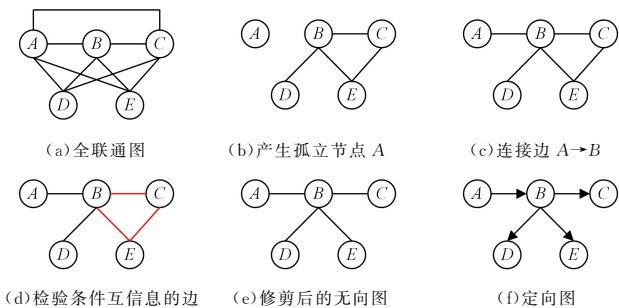 A B C
D E
(a)全联通图
A B C
D E
(b)产生孤立节点 A
A B C
D E
(c)连接边 A→B
A B C
D E
(d)检验条件互信息的边
A B C
D E
(e)修剪后的无向图
A B C
D E
(f)定向图